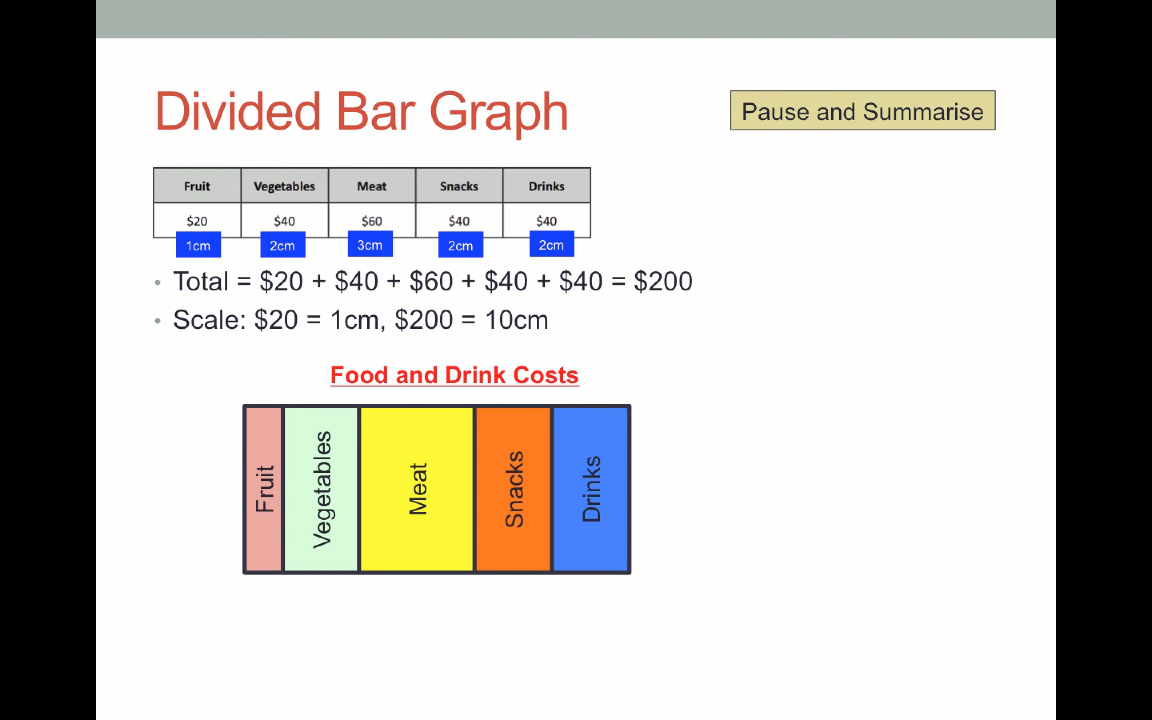 Divided Bar Graph
Pause and Summarise
Fruit Vegetables Meat Snacks Drinks
$20 $40 $60 $40 $40
1cm 2cm 3cm 2cm 2cm
• Total = $20 + $40 + $60 + $40 + $40 = $200
• Scale: $20 = 1cm, $200 = 10cm
Food and Drink Costs
Fruit
Vegetables
Meat
Snacks
Drinks